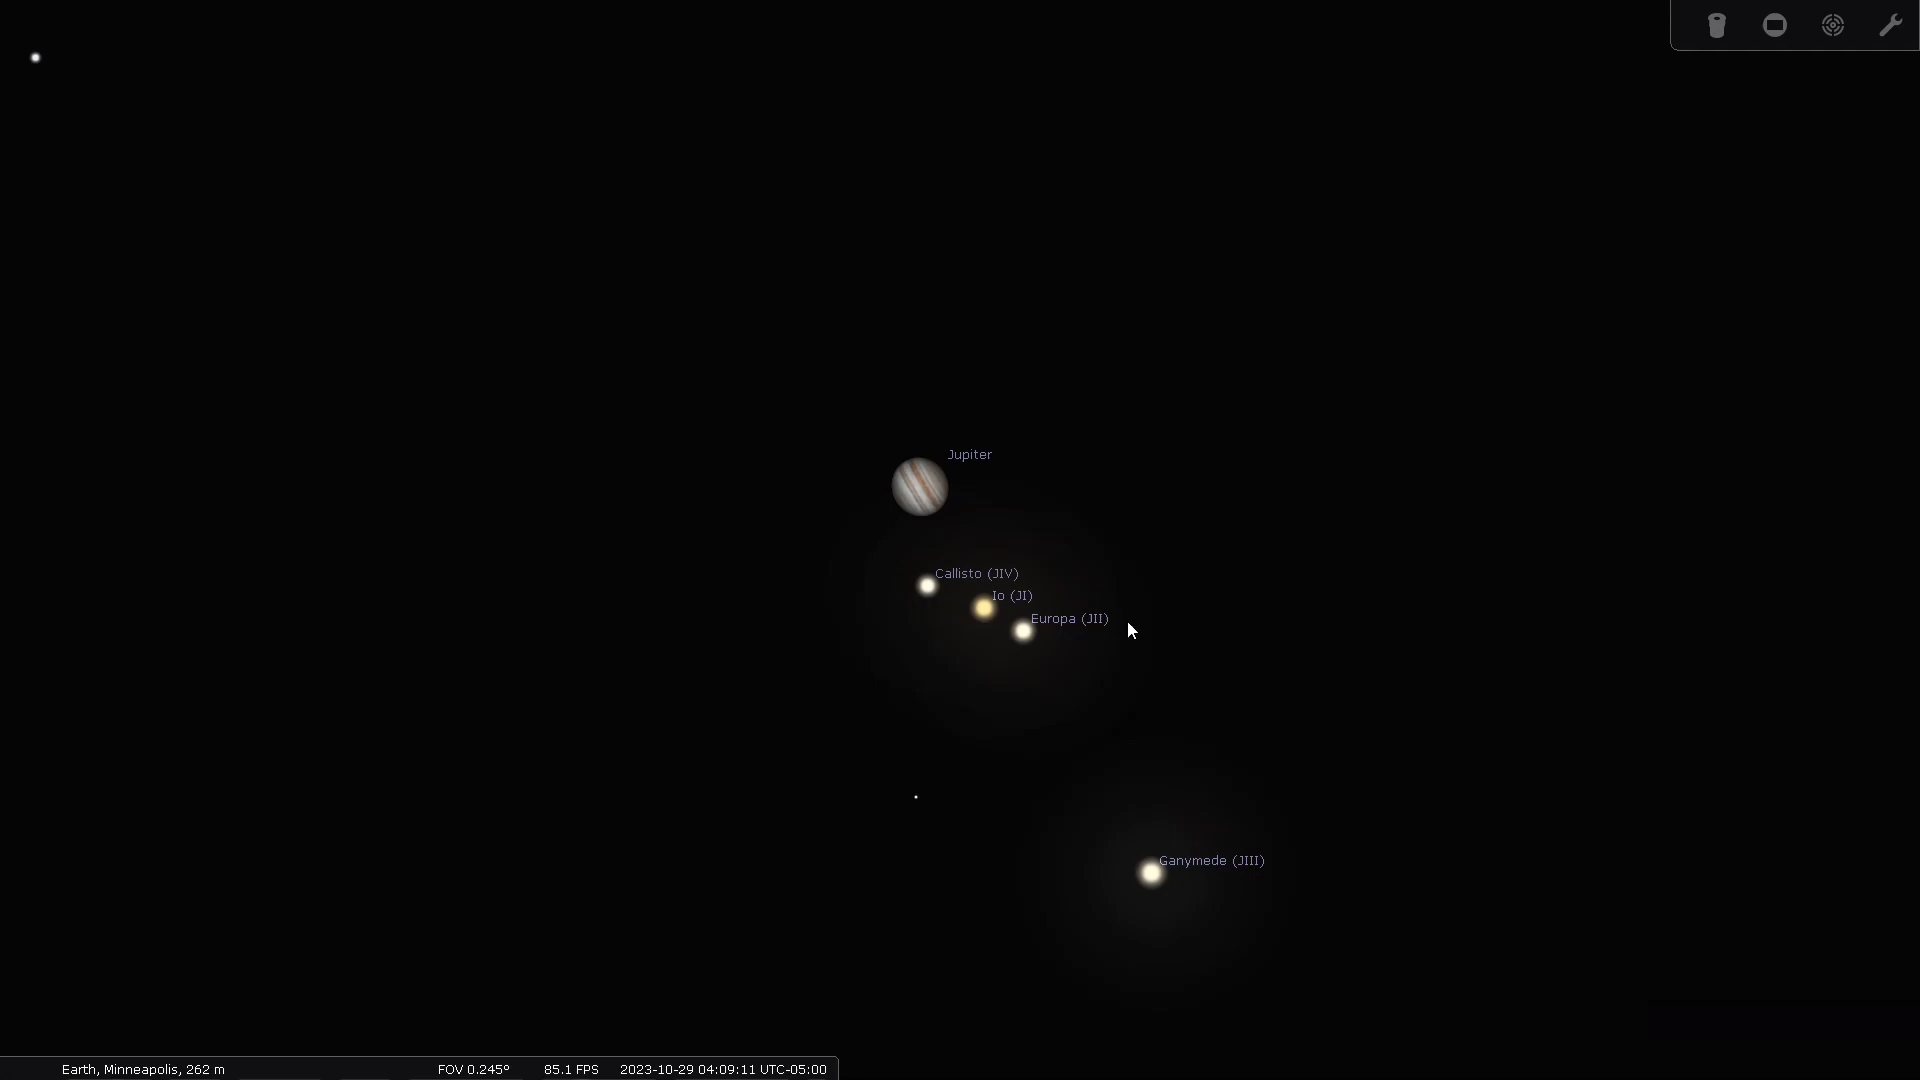 Jupiter
Callisto (JIV)
Io (JI)
Europa (JII)
Ganymede (JIII)
Earth, Minneapolis, 262 m FOV 0.245° 85.1 FPS 2023-10-29 04:09:11 UTC-05:00